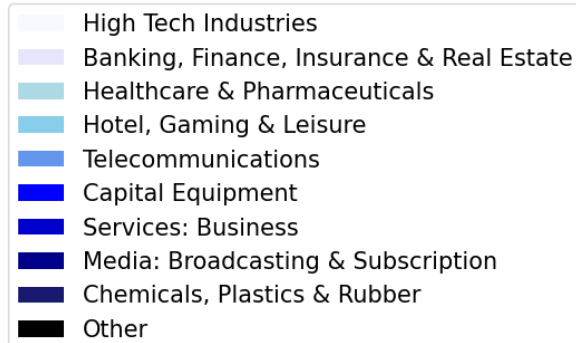 High Tech Industries
Banking, Finance, Insurance & Real Estate
Healthcare & Pharmaceuticals
Hotel, Gaming & Leisure
Telecommunications
Capital Equipment
Services: Business
Media: Broadcasting & Subscription
Chemicals, Plastics & Rubber
Other